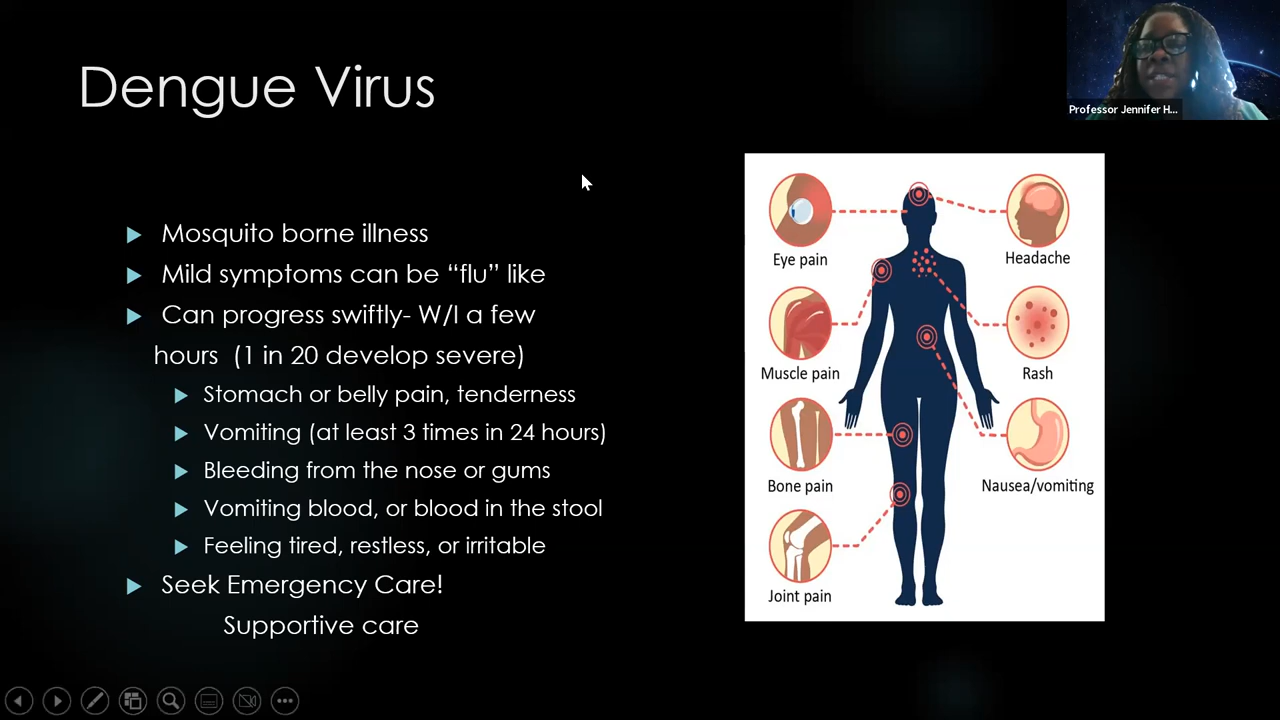 Dengue Virus
Professor Jennifer H...
Mosquito borne illness
Mild symptoms can be “flu” like
Can progress swiftly- W/I a few
hours (1 in 20 develop severe)
Stomach or belly pain, tenderness
Vomiting (at least 3 times in 24 hours)
Bleeding from the nose or gums
Vomiting blood, or blood in the stool
Feeling tired, restless, or irritable
Seek Emergency Care!
Supportive care
Eye pain
Headache
Muscle pain
Rash
Bone pain
Nausea/vomiting
Joint pain